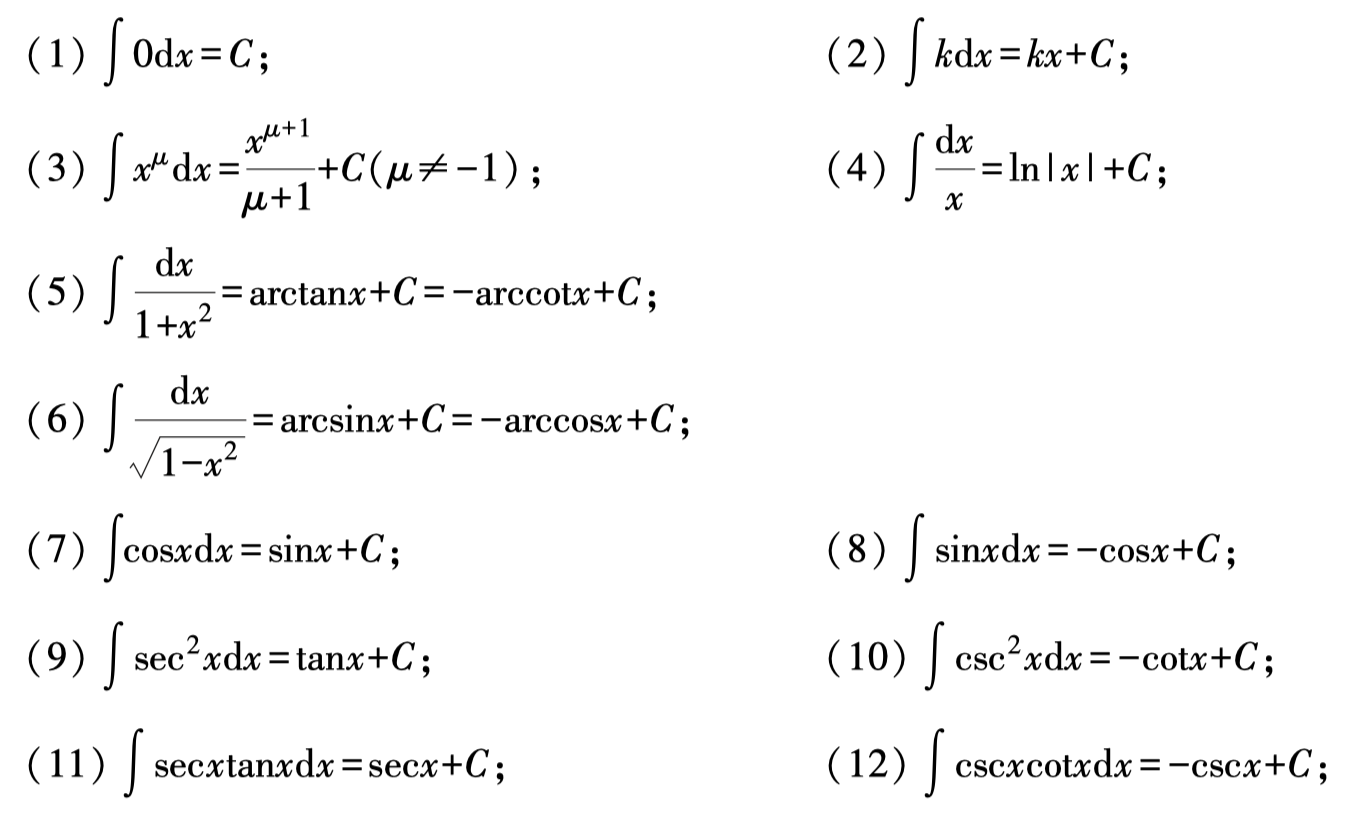 (1) ∫ 0dx = C; (2) ∫ kdx = kx+C;
(3) ∫ x^μ dx = x^(μ+1)/(μ+1) +C(μ≠-1); (4) ∫ dx/x = ln|x|+C;
(5) ∫ dx/(1+x²) = arctanx+C = -arccotx+C;
(6) ∫ dx/√(1-x²) = arcsinx+C = -arccosx+C;
(7) ∫cosxdx = sinx+C; (8) ∫ sinxdx = -cosx+C;
(9) ∫ sec²xdx = tanx+C; (10) ∫ csc²xdx = -cotx+C;
(11) ∫ secxtanxdx = secx+C; (12) ∫ cscxcotxdx = -cscx+C;